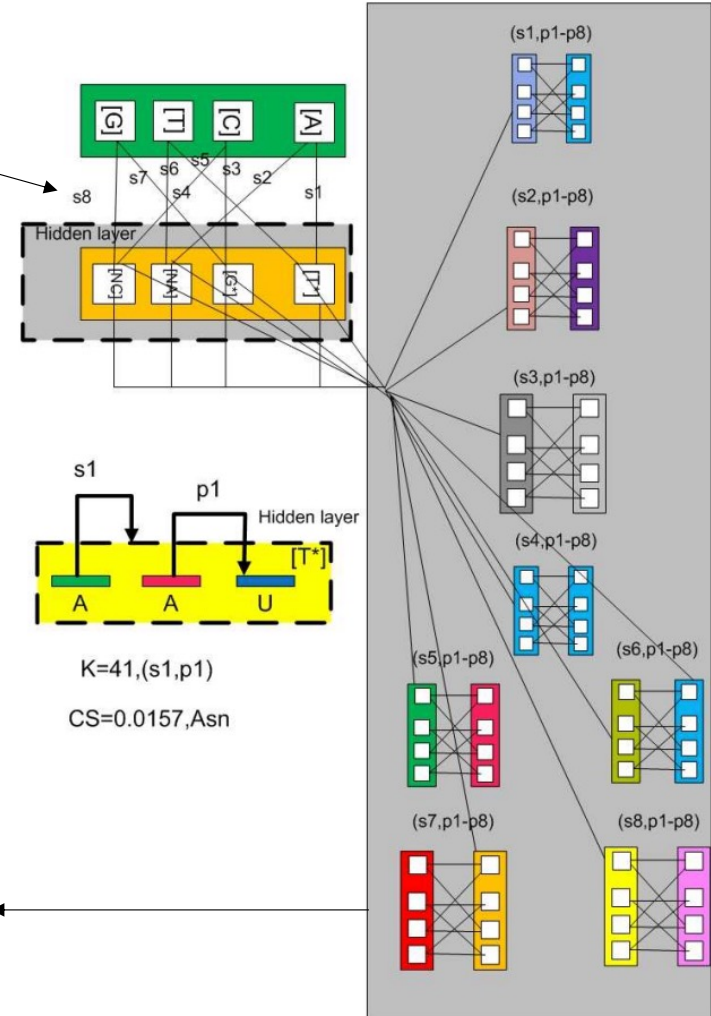 [G] [T] [C] [A]
s8 s7 s6 s5 s4 s3 s2 s1
Hidden layer
[NC] [NA] [G*] [T*]
s1
p1
Hidden layer
[T*]
A A U
K=41,(s1,p1)
CS=0.0157,Asn
(s1,p1-p8)
(s2,p1-p8)
(s3,p1-p8)
(s4,p1-p8)
(s5,p1-p8)
(s6,p1-p8)
(s7,p1-p8)
(s8,p1-p8)